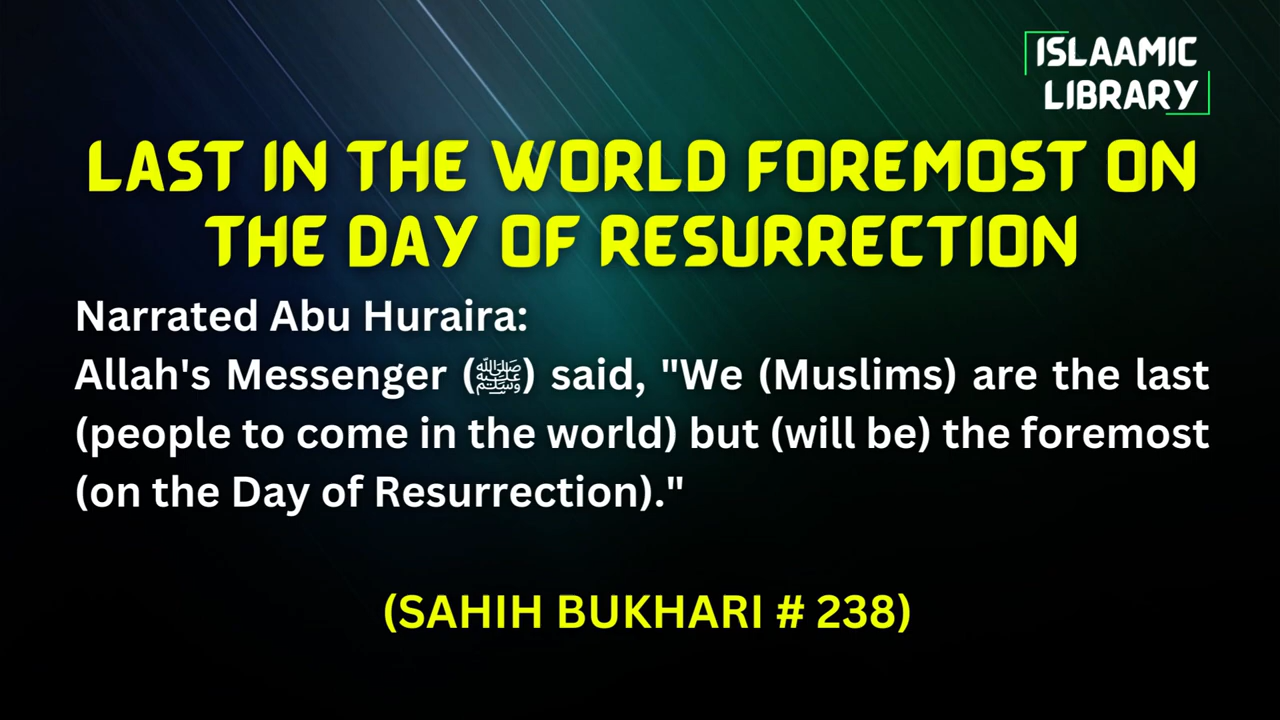 ISLAAMIC
LIBRARY
LAST IN THE WORLD FOREMOST ON
THE DAY OF RESURRECTION
Narrated Abu Huraira:
Allah's Messenger (ﷺ) said, "We (Muslims) are the last
(people to come in the world) but (will be) the foremost
(on the Day of Resurrection)."
(SAHIH BUKHARI # 238)